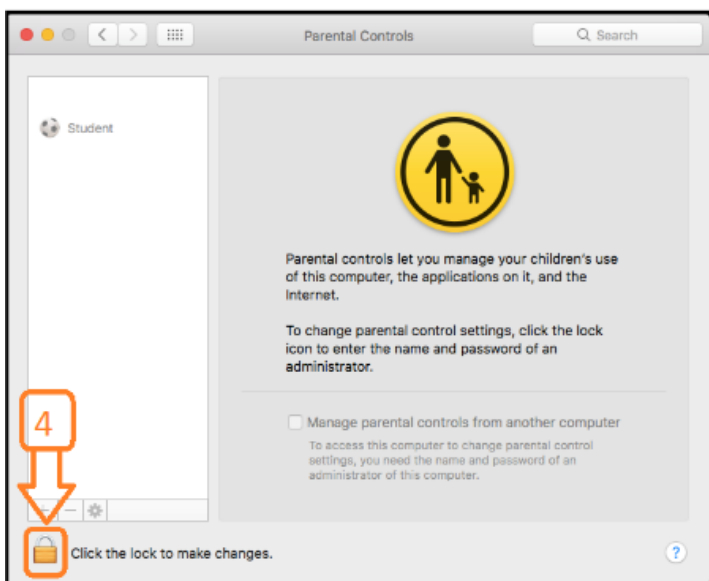 Parental Controls
Search
Student
Parental controls let you manage your children's use
of this computer, the applications on it, and the
Internet.
To change parental control settings, click the lock
icon to enter the name and password of an
administrator.
Manage parental controls from another computer
To access this computer to change parental control
settings, you need the name and password of an
administrator of this computer.
4
+ −
Click the lock to make changes.
?